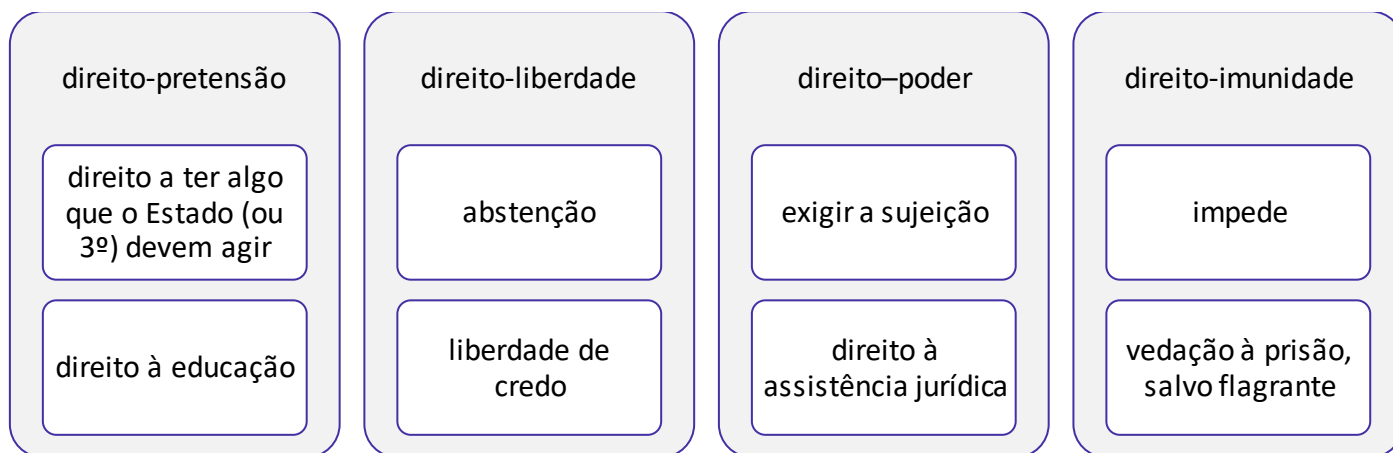 direito-pretensão
direito a ter algo
que o Estado (ou
3º) devem agir
direito à educação
direito-liberdade
abstenção
liberdade de
credo
direito–poder
exigir a sujeição
direito à
assistência jurídica
direito-imunidade
impede
vedação à prisão,
salvo flagrante